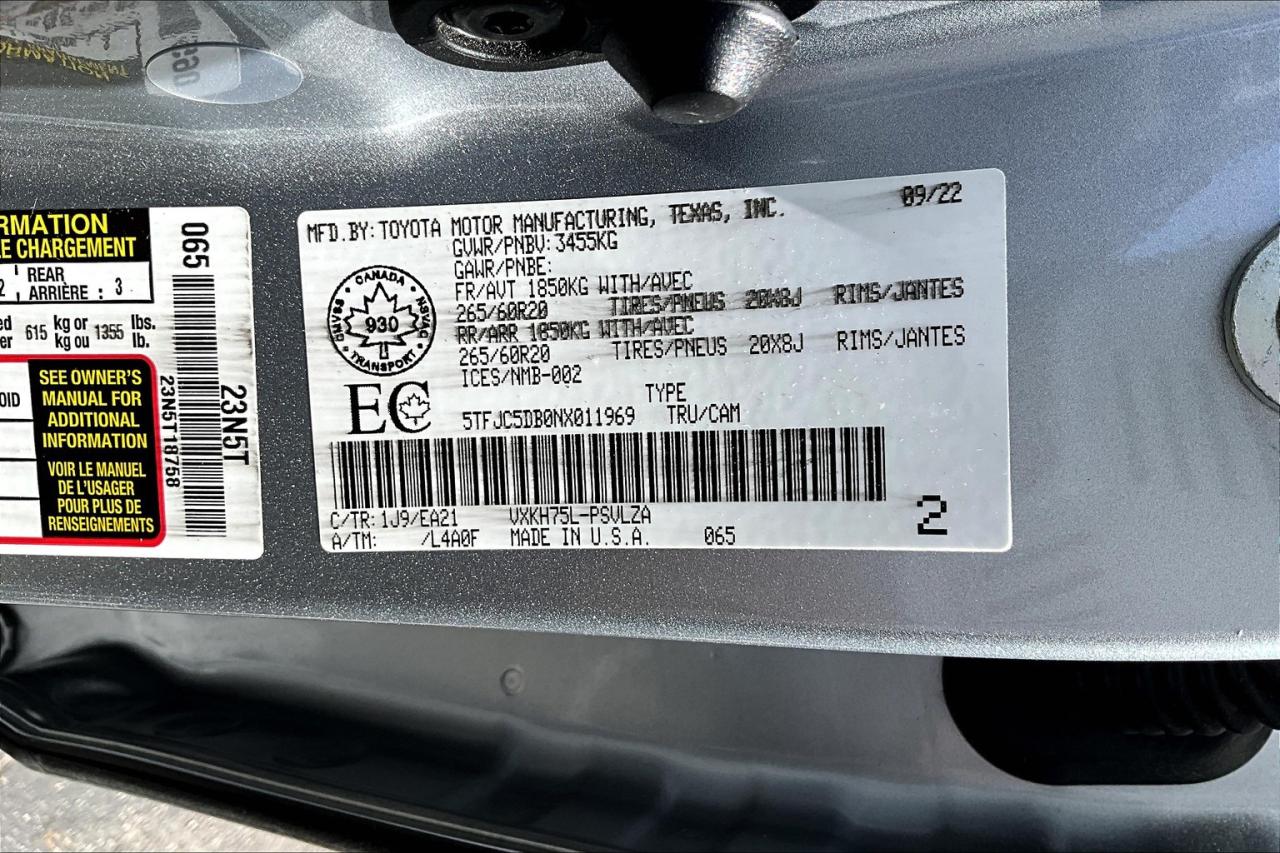 RMATION
E CHARGEMENT
2 REAR
ARRIÈRE : 3
615 kg or 1355 lbs.
kg ou lb.
SEE OWNER'S
MANUAL FOR
ADDITIONAL
INFORMATION
VOIR LE MANUEL
DE L'USAGER
POUR PLUS DE
RENSEIGNEMENTS
065
23N5T
23N5T18758
MFD.BY: TOYOTA MOTOR MANUFACTURING, TEXAS, INC. 09/22
GVWR/PNBV: 3455KG
GAWR/PNBE:
FR/AVT 1850KG WITH/AVEC
265/60R20 TIRES/PNEUS 20X8J RIMS/JANTES
RR/ARR 1850KG WITH/AVEC
265/60R20 TIRES/PNEUS 20X8J RIMS/JANTES
ICES/NMB-002
CANADA
930
TRANSPORT
NSVAC
CMVSS
EC
TYPE
5TFJC5DB0NX011969 TRU/CAM
C/TR: 1J9/EA21 VXKH75L-PSVLZA
A/TM: /L4A0F MADE IN U.S.A. 065
2